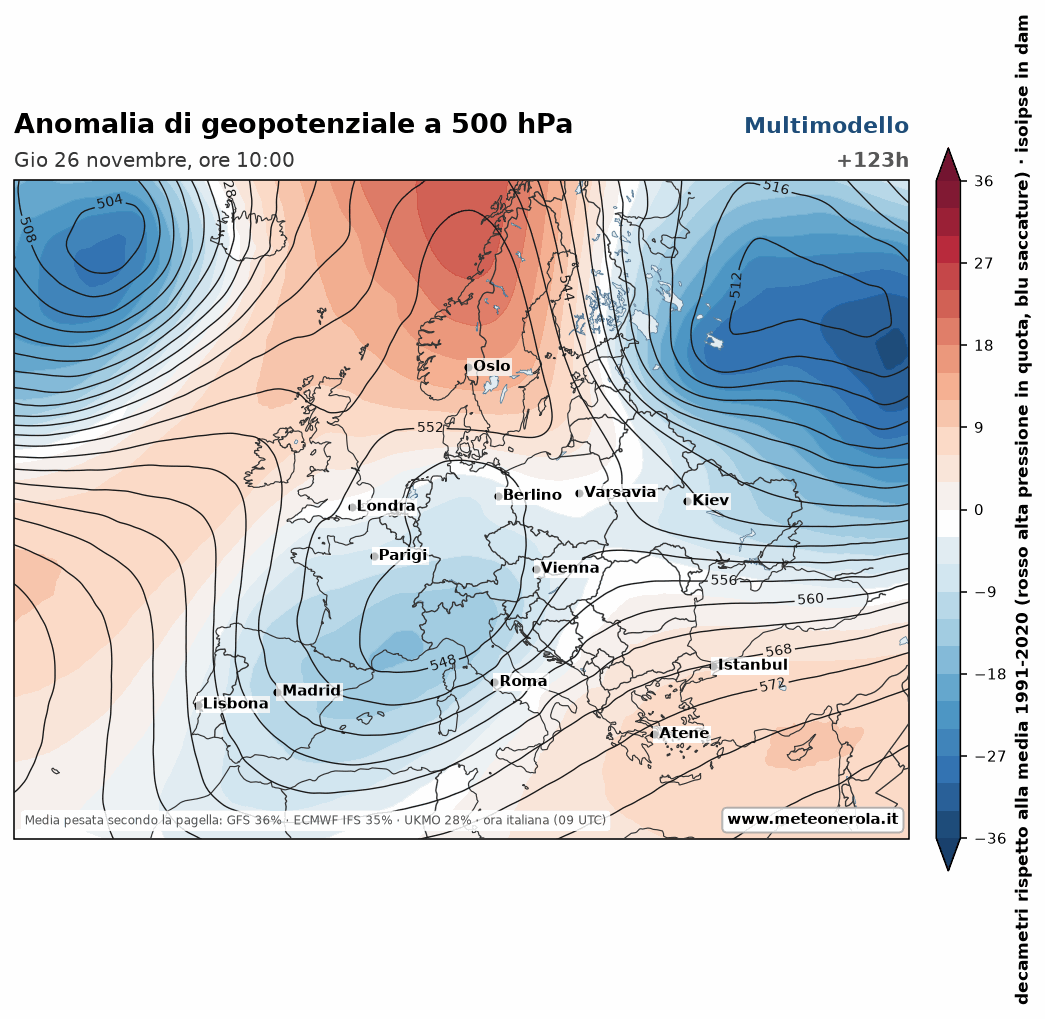 Anomalia di geopotenziale a 500 hPa
Multimodello
Gio 26 novembre, ore 10:00
+123h
504
508
528
516
512
544
552
Oslo
Londra
Berlino
Varsavia
Kiev
Parigi
Vienna
556
560
568
572
548
Istanbul
Roma
Madrid
Lisbona
Atene
Media pesata secondo la pagella: GFS 36% · ECMWF IFS 35% · UKMO 28% · ora italiana (09 UTC)
www.meteonerola.it
36
27
18
9
0
−9
−18
−27
−36
decametri rispetto alla media 1991-2020 (rosso alta pressione in quota, blu saccature) · isoipse in dam